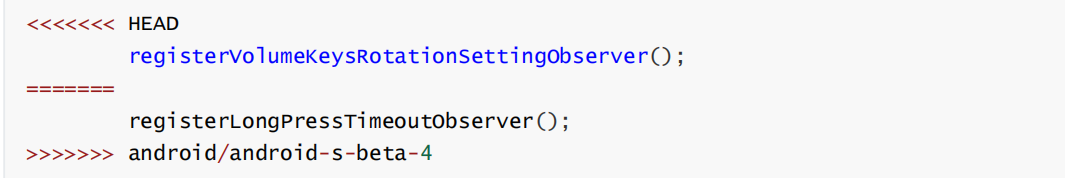 <<<<<<< HEAD
registerVolumeKeysRotationSettingObserver();
=======
registerLongPressTimeoutObserver();
>>>>>>> android/android-s-beta-4